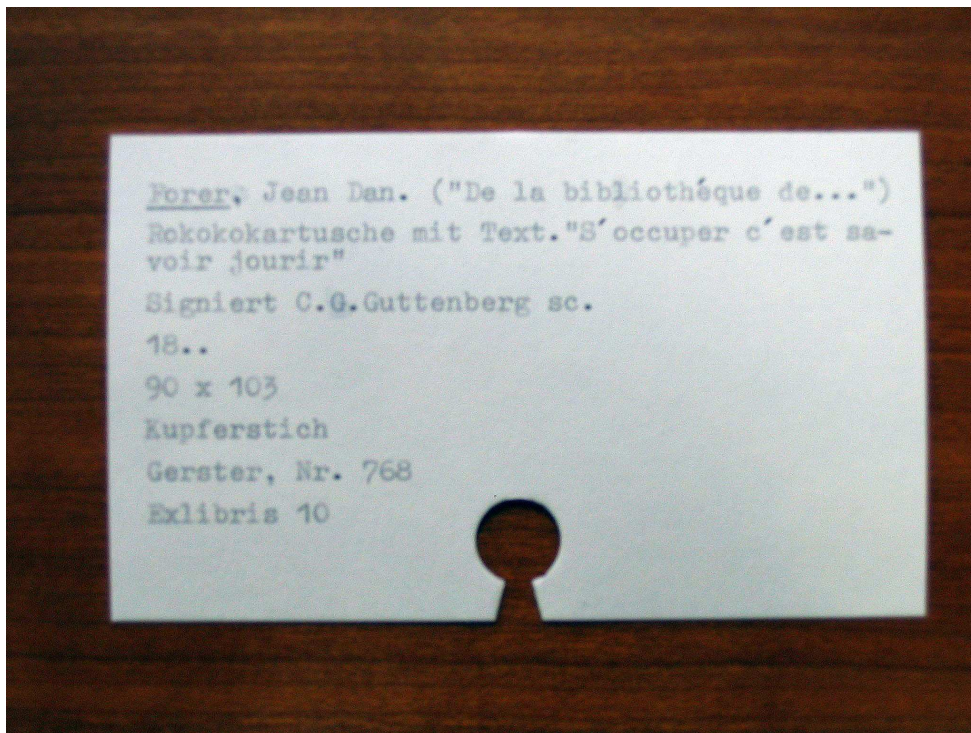 Forer, Jean Dan. ("De la bibliothéque de...")
Rokokokartusche mit Text."S´occuper c´est sa-
voir jourir"
Signiert C.G.Guttenberg sc.
18..
90 x 103
Kupferstich
Gerster, Nr. 768
Exlibris 10